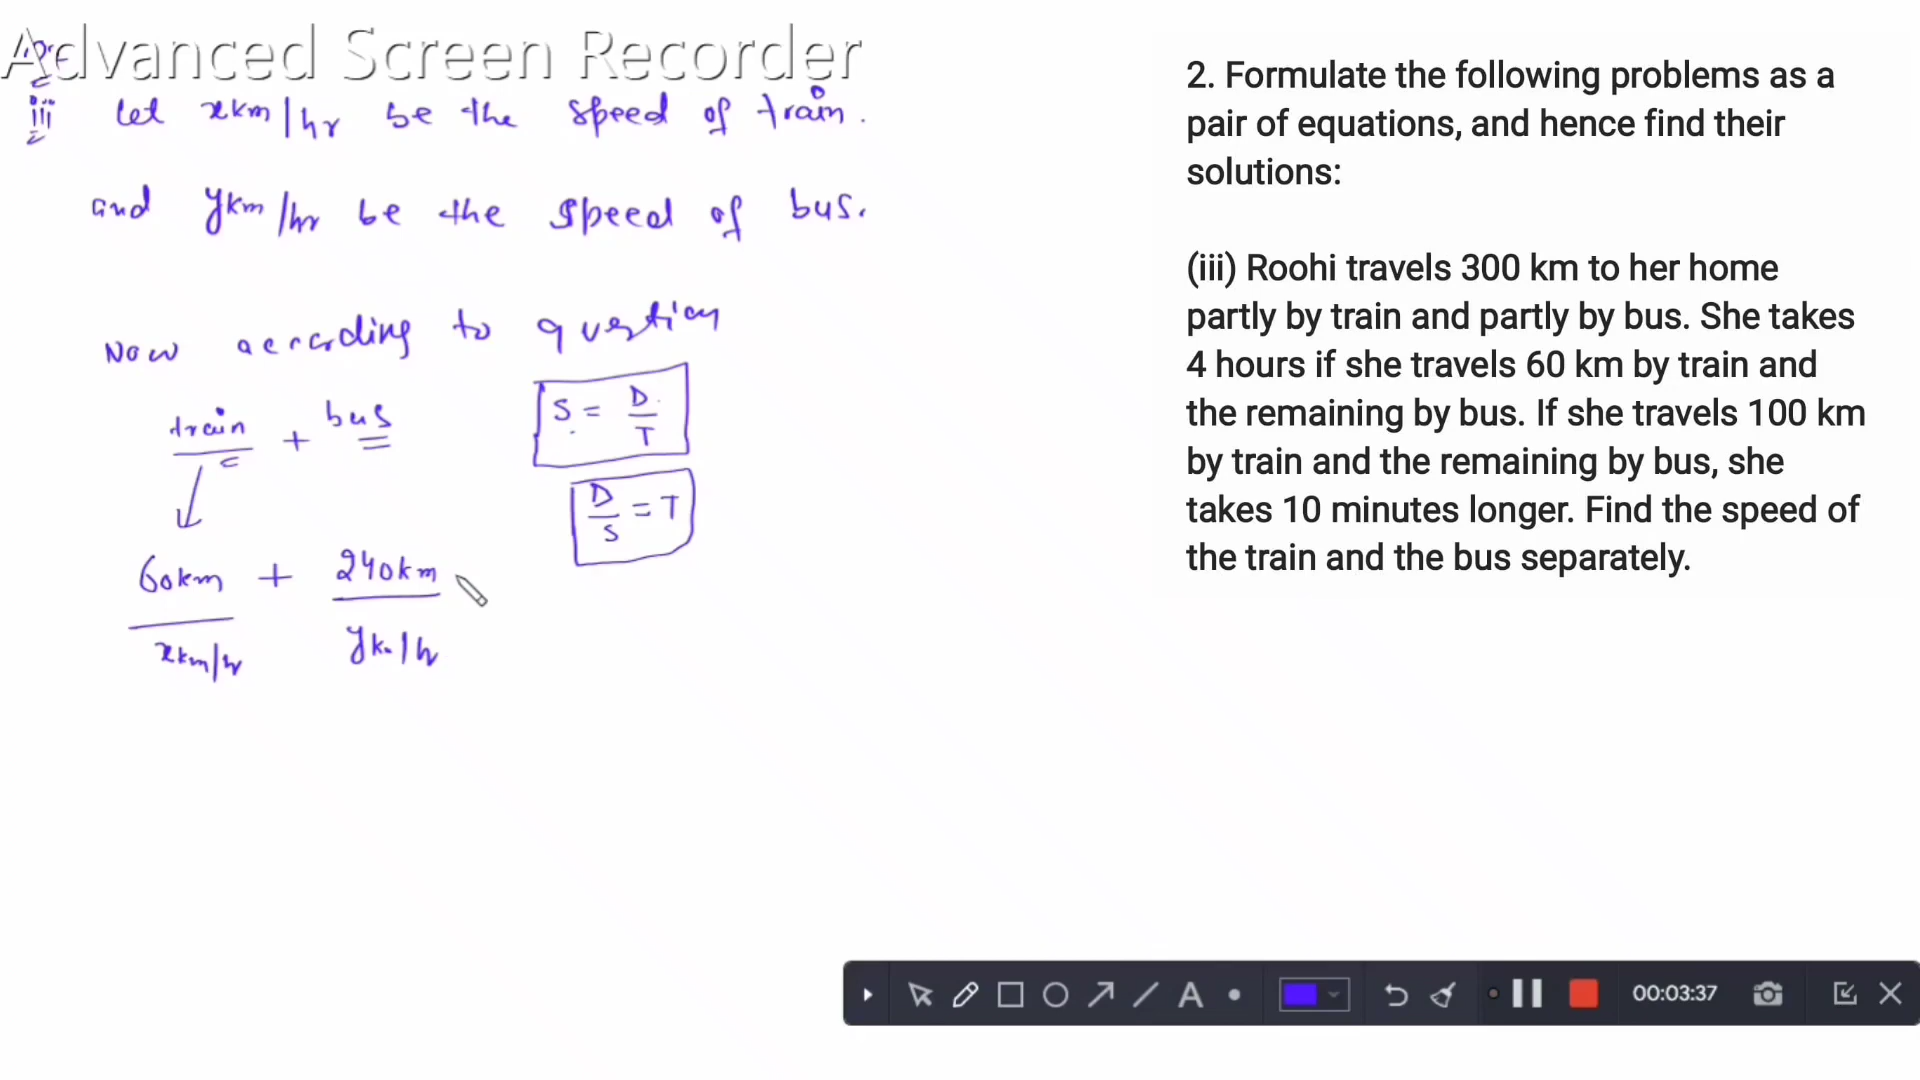 Advanced Screen Recorder
iii let xkm/hr be the speed of train.
and ykm/hr be the speed of bus.
Now according to question
train + bus
S = D/T
D/S = T
60km + 240km
xkm/h yk./h
2. Formulate the following problems as a
pair of equations, and hence find their
solutions:
(iii) Roohi travels 300 km to her home
partly by train and partly by bus. She takes
4 hours if she travels 60 km by train and
the remaining by bus. If she travels 100 km
by train and the remaining by bus, she
takes 10 minutes longer. Find the speed of
the train and the bus separately.
A
00:03:37